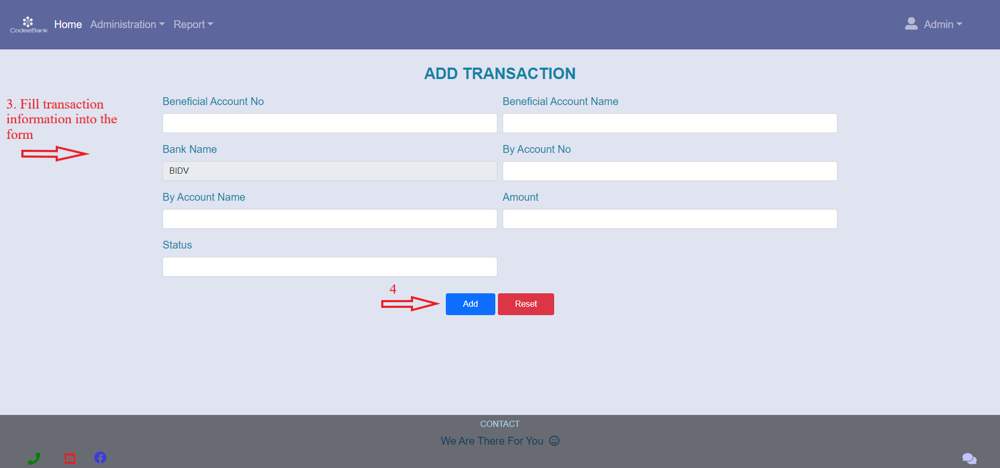 CodeeBank
Home Administration Report
Admin
ADD TRANSACTION
3. Fill transaction
information into the
form
Beneficial Account No
Beneficial Account Name
Bank Name
By Account No
BIDV
By Account Name
Amount
Status
4
Add
Reset
CONTACT
We Are There For You